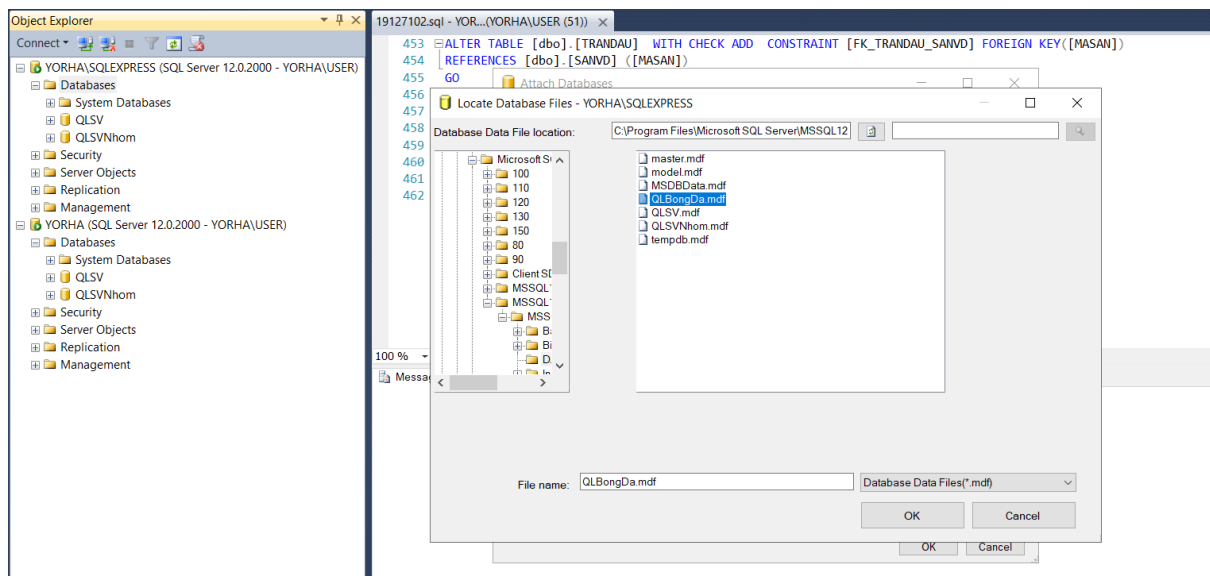 Object Explorer
Connect
YORHA\SQLEXPRESS (SQL Server 12.0.2000 - YORHA\USER)
Databases
System Databases
QLSV
QLSVNhom
Security
Server Objects
Replication
Management
YORHA (SQL Server 12.0.2000 - YORHA\USER)
Databases
System Databases
QLSV
QLSVNhom
Security
Server Objects
Replication
Management
19127102.sql - YOR...(YORHA\USER (51))
453 ALTER TABLE [dbo].[TRANDAU] WITH CHECK ADD CONSTRAINT [FK_TRANDAU_SANVD] FOREIGN KEY([MASAN])
454 REFERENCES [dbo].[SANVD] ([MASAN])
455 GO
456
457
458
459
460
461
462
100 %
Messa
Attach Databases
Locate Database Files - YORHA\SQLEXPRESS
Database Data File location: C:\Program Files\Microsoft SQL Server\MSSQL12
Microsoft S
100
110
120
130
150
80
90
Client SD
MSSQL
MSSQL
MSS
Ba
Bi
D
master.mdf
model.mdf
MSDBData.mdf
QLBongDa.mdf
QLSV.mdf
QLSVNhom.mdf
tempdb.mdf
File name: QLBongDa.mdf
Database Data Files(*.mdf)
OK Cancel
OK Cancel